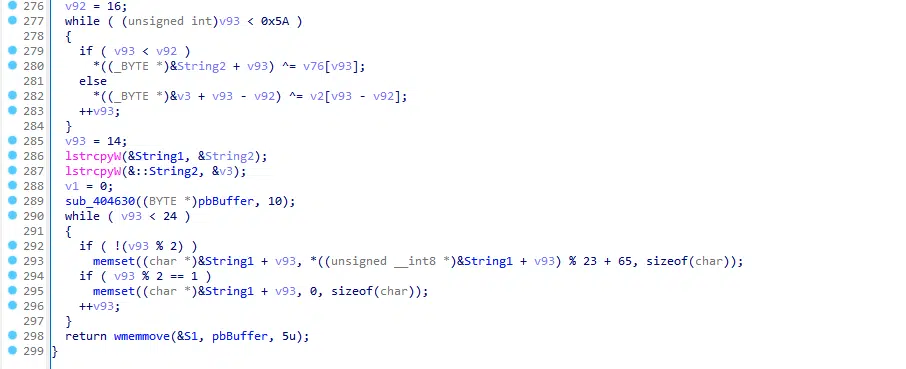 276 v92 = 16;
277 while ( (unsigned int)v93 < 0x5A )
278 {
279 if ( v93 < v92 )
280 *((_BYTE *)&String2 + v93) ^= v76[v93];
281 else
282 *((_BYTE *)&v3 + v93 - v92) ^= v2[v93 - v92];
283 ++v93;
284 }
285 v93 = 14;
286 lstrcpyW(&String1, &String2);
287 lstrcpyW(&::String2, &v3);
288 v1 = 0;
289 sub_404630((BYTE *)pbBuffer, 10);
290 while ( v93 < 24 )
291 {
292 if ( !(v93 % 2) )
293 memset((char *)&String1 + v93, *((unsigned __int8 *)&String1 + v93) % 23 + 65, sizeof(char));
294 if ( v93 % 2 == 1 )
295 memset((char *)&String1 + v93, 0, sizeof(char));
296 ++v93;
297 }
298 return wmemmove(&S1, pbBuffer, 5u);
299 }